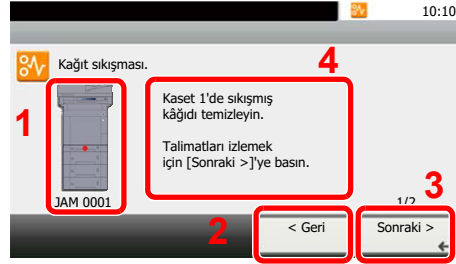 10:10
Kağıt sıkışması.
4
1
Kaset 1'de sıkışmış
kâğıdı temizleyin.
Talimatları izlemek
için [Sonraki >]'ye basın.
JAM 0001
1/2
3
2
< Geri
Sonraki >